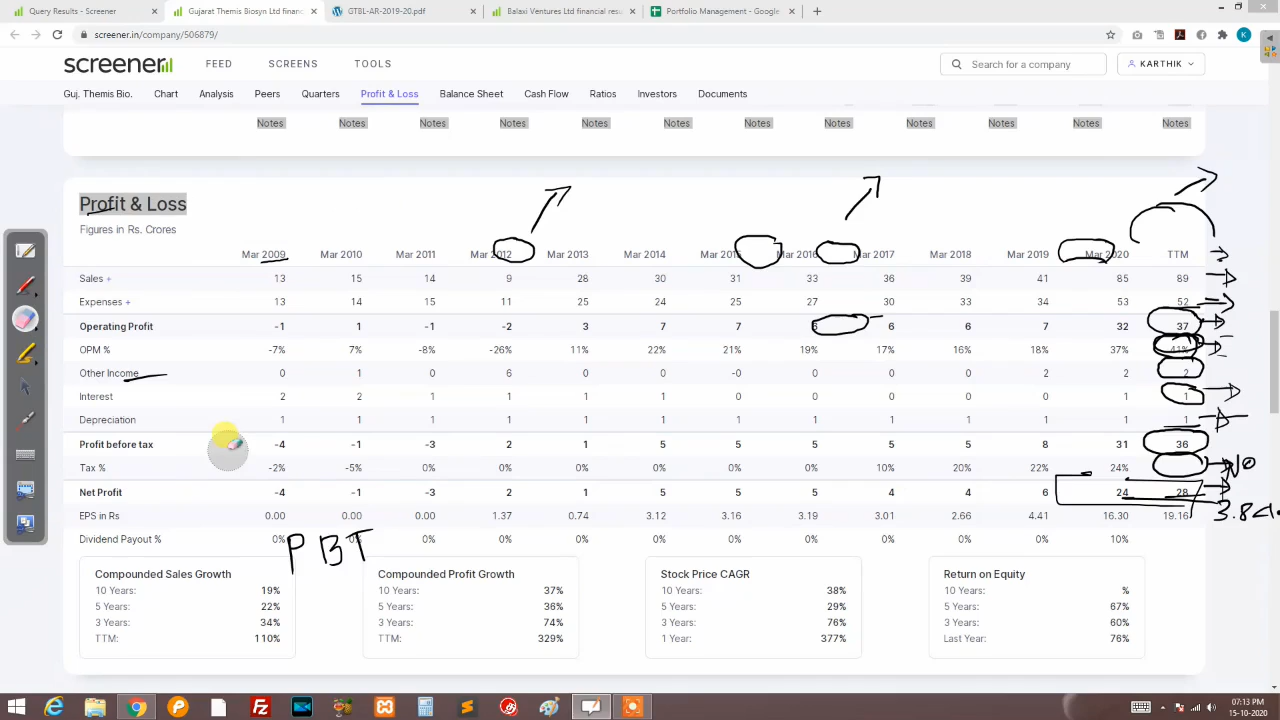 Query Results - Screener
Gujarat Themis Biosyn Ltd finan
GTBL-AR-2019-20.pdf
Balaxi Ventures Ltd financial resu
Portfolio Management - Google
screener.in/company/506879/
K
screener
FEED SCREENS TOOLS
Search for a company
KARTHIK
Guj. Themis Bio. Chart Analysis Peers Quarters Profit & Loss Balance Sheet Cash Flow Ratios Investors Documents
Notes Notes Notes Notes Notes Notes Notes Notes Notes Notes Notes Notes
Profit & Loss
Figures in Rs. Crores
Mar 2009 Mar 2010 Mar 2011 Mar 2012 Mar 2013 Mar 2014 Mar 2015 Mar 2016 Mar 2017 Mar 2018 Mar 2019 Mar 2020 TTM
Sales + 13 15 14 9 28 30 31 33 36 39 41 85 89
Expenses + 13 14 15 11 25 24 25 27 30 33 34 53 52
Operating Profit -1 1 -1 -2 3 7 7 6 6 6 7 32 37
OPM % -7% 7% -8% -26% 11% 22% 21% 19% 17% 16% 18% 37% 41%
Other Income 0 1 0 6 0 0 -0 0 0 0 2 2 2
Interest 2 2 1 1 1 1 0 0 0 0 0 1 1
Depreciation 1 1 1 1 1 1 1 1 1 1 1 1 1
Profit before tax -4 -1 -3 2 1 5 5 5 5 5 8 31 36
Tax % -2% -5% 0% 0% 0% 0% 0% 0% 10% 20% 22% 24% NO
Net Profit -4 -1 -3 2 1 5 5 5 4 4 6 24 28
EPS in Rs 0.00 0.00 0.00 1.37 0.74 3.12 3.16 3.19 3.01 2.66 4.41 16.30 19.16 3.8
Dividend Payout % 0% 0% 0% 0% 0% 0% 0% 0% 0% 0% 0% 10%
PBT
Compounded Sales Growth
10 Years: 19%
5 Years: 22%
3 Years: 34%
TTM: 110%
Compounded Profit Growth
10 Years: 37%
5 Years: 36%
3 Years: 74%
TTM: 329%
Stock Price CAGR
10 Years: 38%
5 Years: 29%
3 Years: 76%
1 Year: 377%
Return on Equity
10 Years: %
5 Years: 67%
3 Years: 60%
Last Year: 76%
07:13 PM
15-10-2020